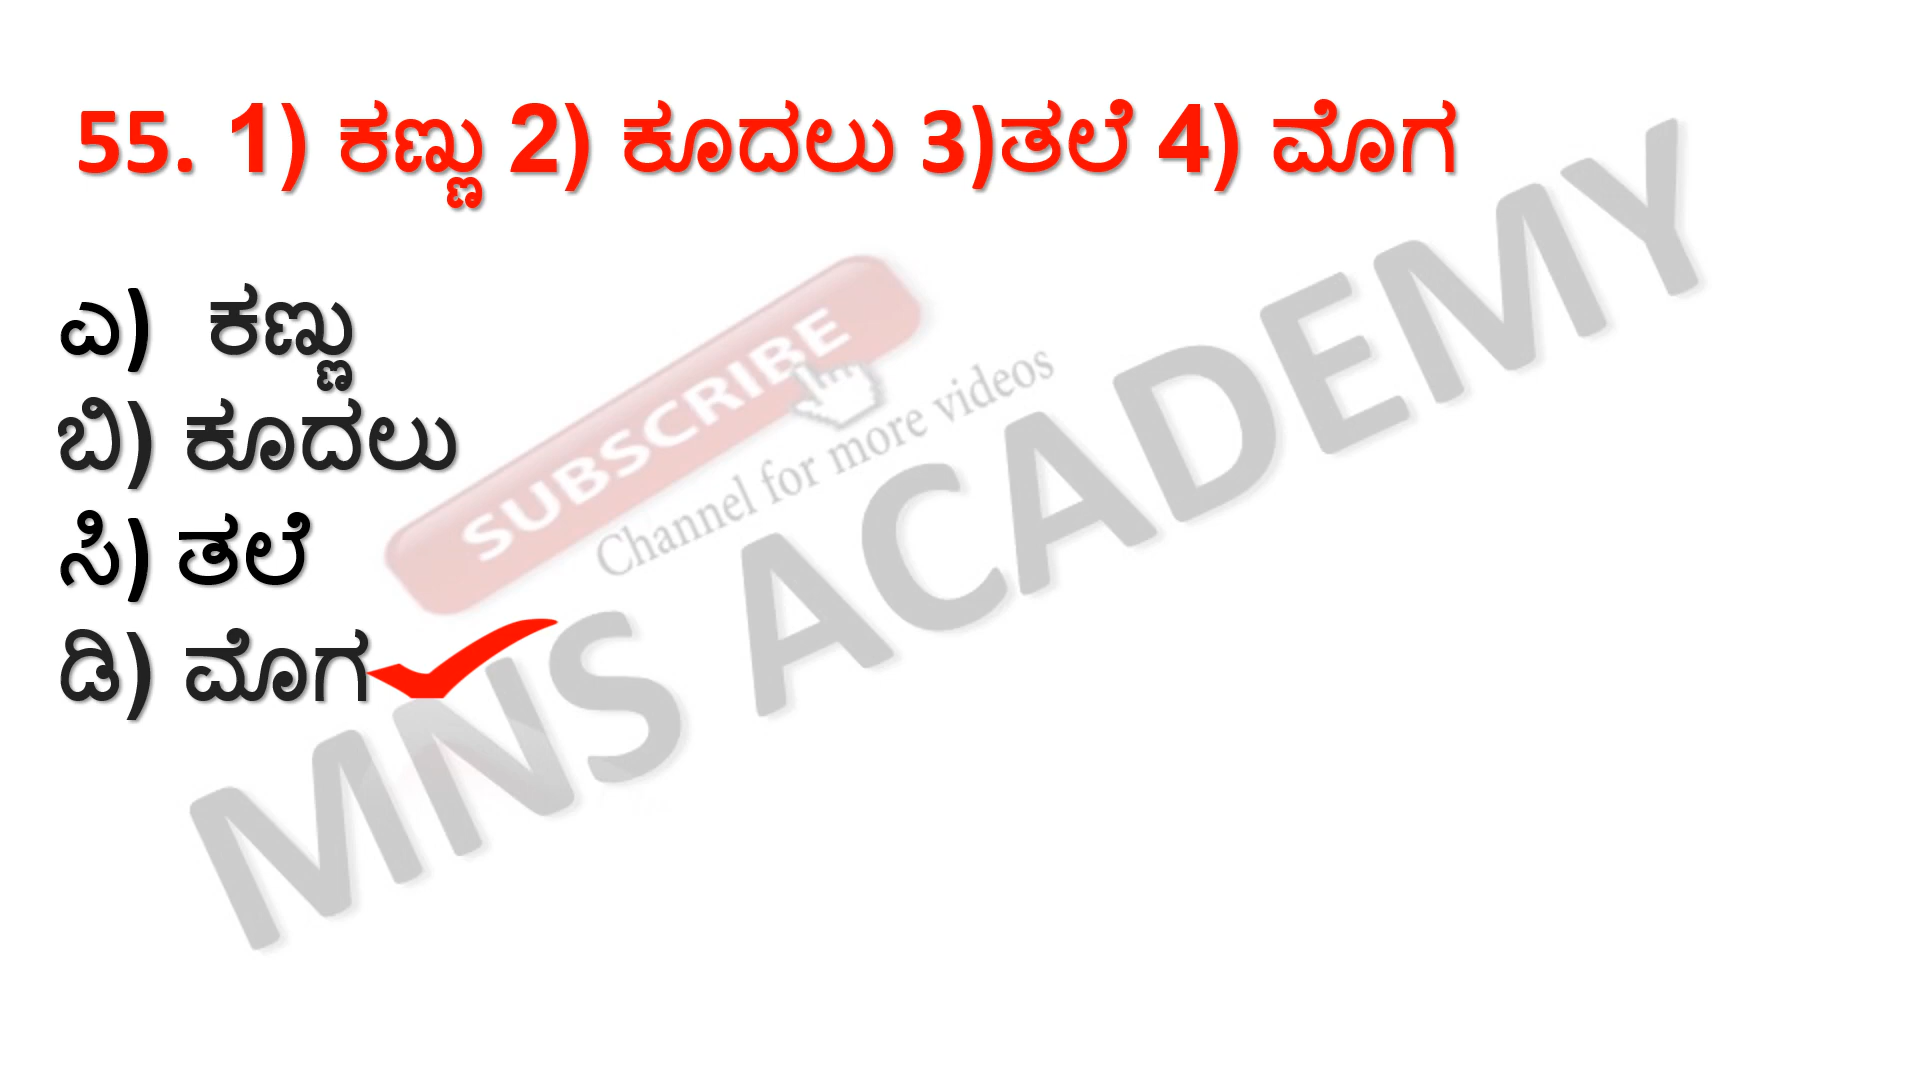 55. 1) ಕಣ್ಣು 2) ಕೂದಲು 3)ತಲೆ 4) ಮೊಗ
ಎ) ಕಣ್ಣು
ಬಿ) ಕೂದಲು
ಸಿ) ತಲೆ
ಡಿ) ಮೊಗ
SUBSCRIBE
Channel for more videos
MNS ACADEMY